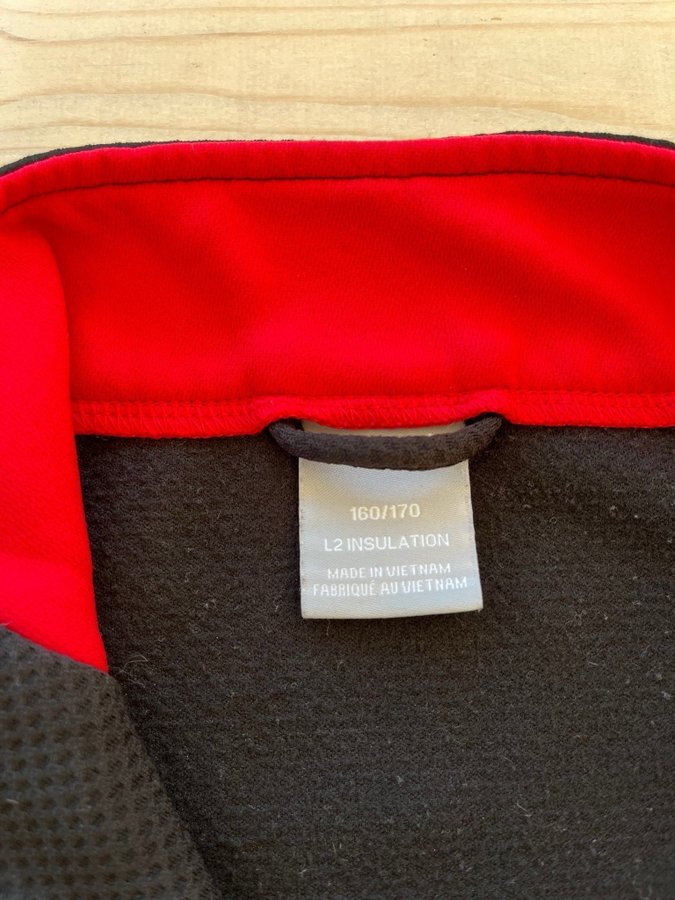 160/170
L2 INSULATION
MADE IN VIETNAM
FABRIQUÉ AU VIETNAM